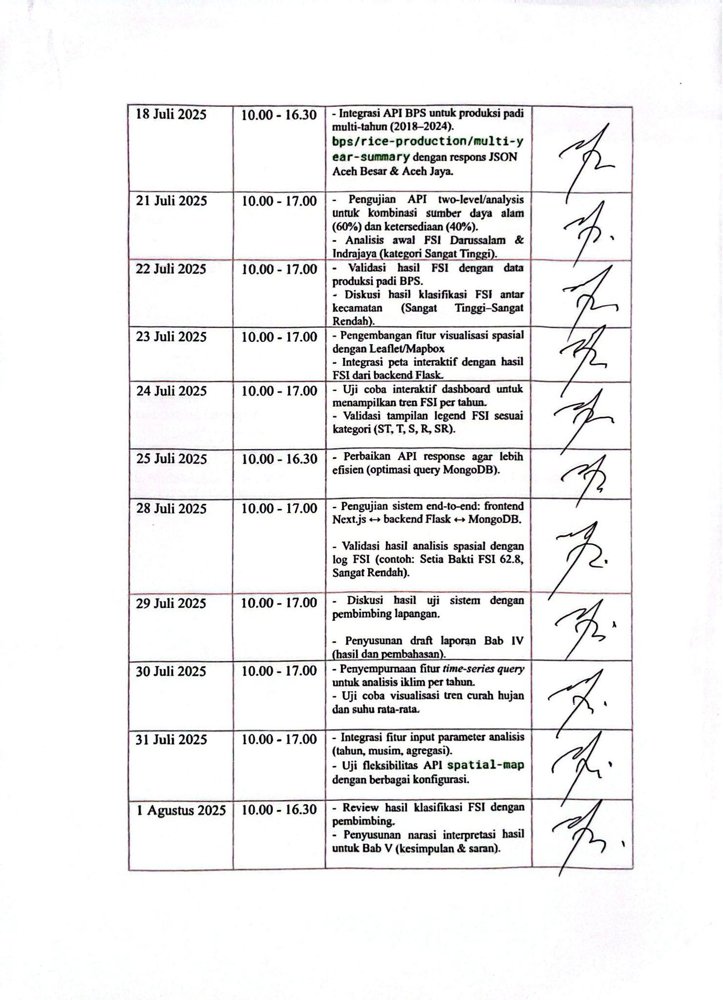 18 Juli 2025
10.00 - 16.30
- Integrasi API BPS untuk produksi padi
multi-tahun (2018–2024).
bps/rice-production/multi-y
ear-summary dengan respons JSON
Aceh Besar & Aceh Jaya.
21 Juli 2025
10.00 - 17.00
- Pengujian API two-level/analysis
untuk kombinasi sumber daya alam
(60%) dan ketersediaan (40%).
- Analisis awal FSI Darussalam &
Indrajaya (kategori Sangat Tinggi).
22 Juli 2025
10.00 - 17.00
- Validasi hasil FSI dengan data
produksi padi BPS.
- Diskusi hasil klasifikasi FSI antar
kecamatan (Sangat Tinggi–Sangat
Rendah).
23 Juli 2025
10.00 - 17.00
- Pengembangan fitur visualisasi spasial
dengan Leaflet/Mapbox
- Integrasi peta interaktif dengan hasil
FSI dari backend Flask.
24 Juli 2025
10.00 - 17.00
- Uji coba interaktif dashboard untuk
menampilkan tren FSI per tahun.
- Validasi tampilan legend FSI sesuai
kategori (ST, T, S, R, SR).
25 Juli 2025
10.00 - 16.30
- Perbaikan API response agar lebih
efisien (optimasi query MongoDB).
28 Juli 2025
10.00 - 17.00
- Pengujian sistem end-to-end: frontend
Next.js ↔ backend Flask ↔ MongoDB.
- Validasi hasil analisis spasial dengan
log FSI (contoh: Setia Bakti FSI 62.8,
Sangat Rendah).
29 Juli 2025
10.00 - 17.00
- Diskusi hasil uji sistem dengan
pembimbing lapangan.
- Penyusunan draft laporan Bab IV
(hasil dan pembahasan).
30 Juli 2025
10.00 - 17.00
- Penyempurnaan fitur time-series query
untuk analisis iklim per tahun.
- Uji coba visualisasi tren curah hujan
dan suhu rata-rata.
31 Juli 2025
10.00 - 17.00
- Integrasi fitur input parameter analisis
(tahun, musim, agregasi).
- Uji fleksibilitas API spatial-map
dengan berbagai konfigurasi.
1 Agustus 2025
10.00 - 16.30
- Review hasil klasifikasi FSI dengan
pembimbing.
- Penyusunan narasi interpretasi hasil
untuk Bab V (kesimpulan & saran).